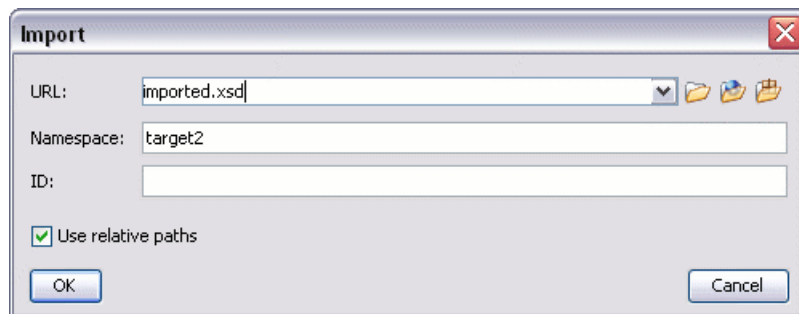 Import
URL: imported.xsd
Namespace: target2
ID:
Use relative paths
OK Cancel